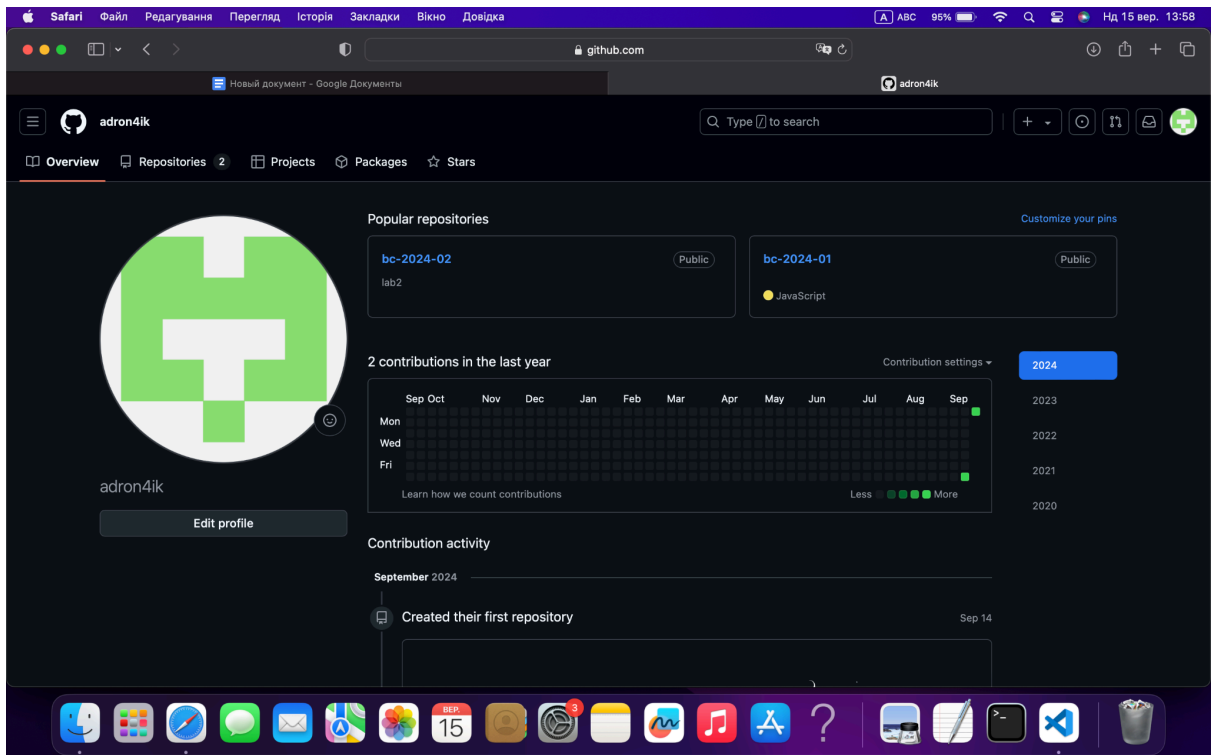 Safari Файл Редагування Перегляд Історія Закладки Вікно Довідка A ABC 95% Нд 15 вер. 13:58
github.com
Новый документ - Google Документы adron4ik
adron4ik Type / to search
Overview Repositories 2 Projects Packages Stars
Popular repositories Customize your pins
bc-2024-02 Public
lab2
bc-2024-01 Public
JavaScript
2 contributions in the last year Contribution settings
2024
2023
2022
2021
2020
Sep Oct Nov Dec Jan Feb Mar Apr May Jun Jul Aug Sep
Mon
Wed
Fri
Learn how we count contributions Less More
adron4ik
Edit profile
Contribution activity
September 2024
Created their first repository Sep 14
ВЕР.
15
3